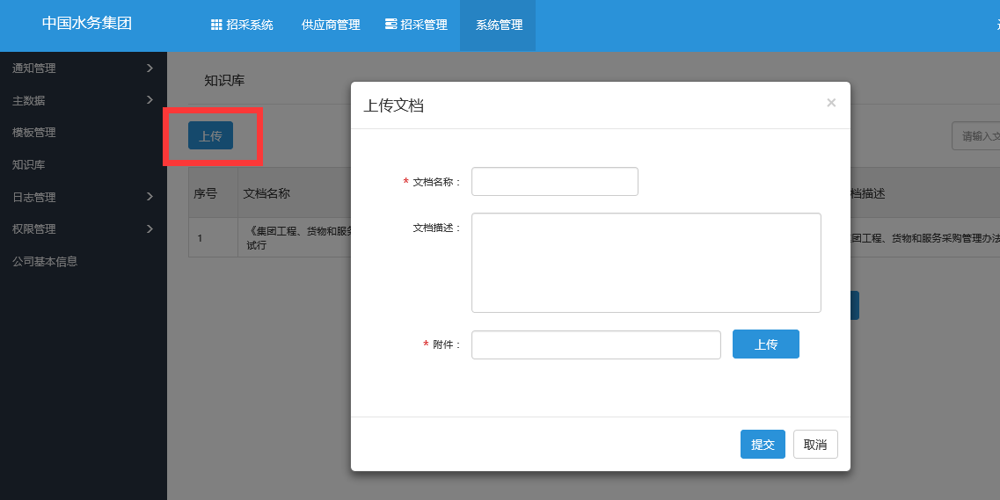 中国水务集团
招采系统
供应商管理
招采管理
系统管理
通知管理
主数据
模板管理
知识库
日志管理
权限管理
公司基本信息
知识库
上传
请输入文
序号
文档名称
档描述
1
《集团工程、货物和服务
试行
团工程、货物和服务采购管理办法
上传文档
×
* 文档名称：
文档描述：
* 附件：
上传
提交
取消